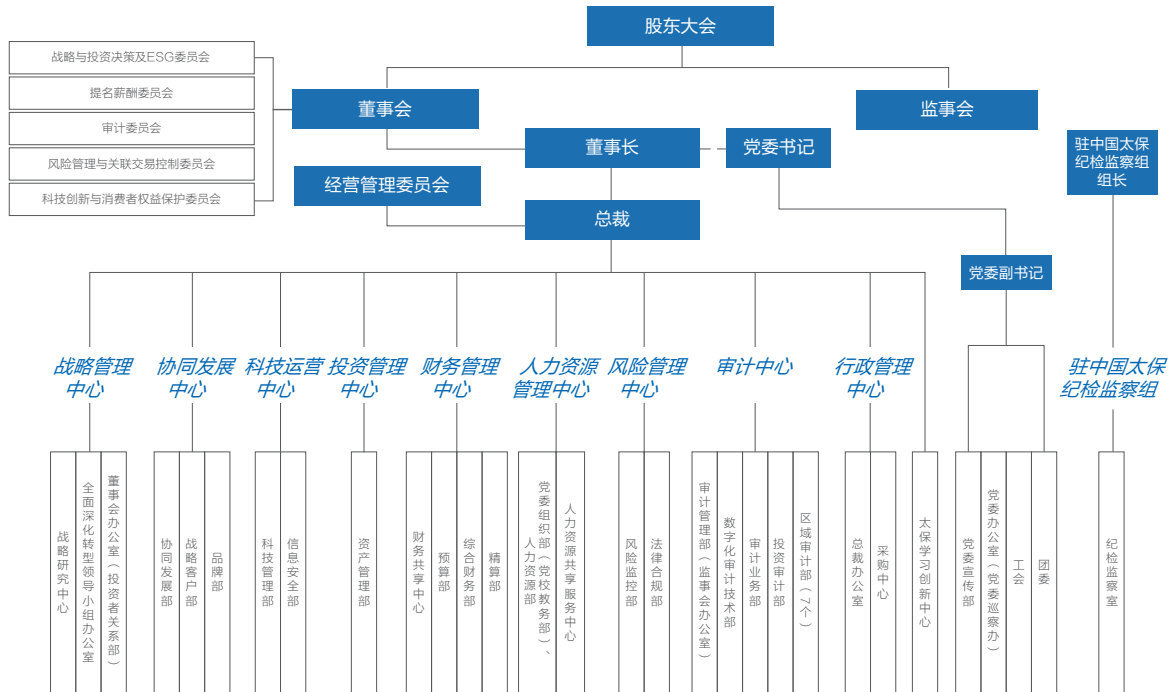 股东大会
战略与投资决策及ESG委员会
提名薪酬委员会
审计委员会
风险管理与关联交易控制委员会
科技创新与消费者权益保护委员会
董事会
监事会
董事长
党委书记
驻中国太保
纪检监察组
组长
经营管理委员会
总裁
党委副书记
战略管理
中心
协同发展
中心
科技运营
中心
投资管理
中心
财务管理
中心
人力资源
管理中心
风险管理
中心
审计中心
行政管理
中心
驻中国太保
纪检监察组
战略研究中心
全面深化转型领导小组办公室
董事会办公室（投资者关系部）
协同发展部
战略客户部
品牌部
科技管理部
信息安全部
资产管理部
财务共享中心
预算部
综合财务部
精算部
党委组织部（党校教务部）、
人力资源部
人力资源共享服务中心
风险监控部
法律合规部
审计管理部（监事会办公室）
数字化审计技术部
审计业务部
投资审计部
区域审计部（7个）
总裁办公室
采购中心
太保学习创新中心
党委宣传部
党委办公室（党委巡察办）
工会
团委
纪检监察室